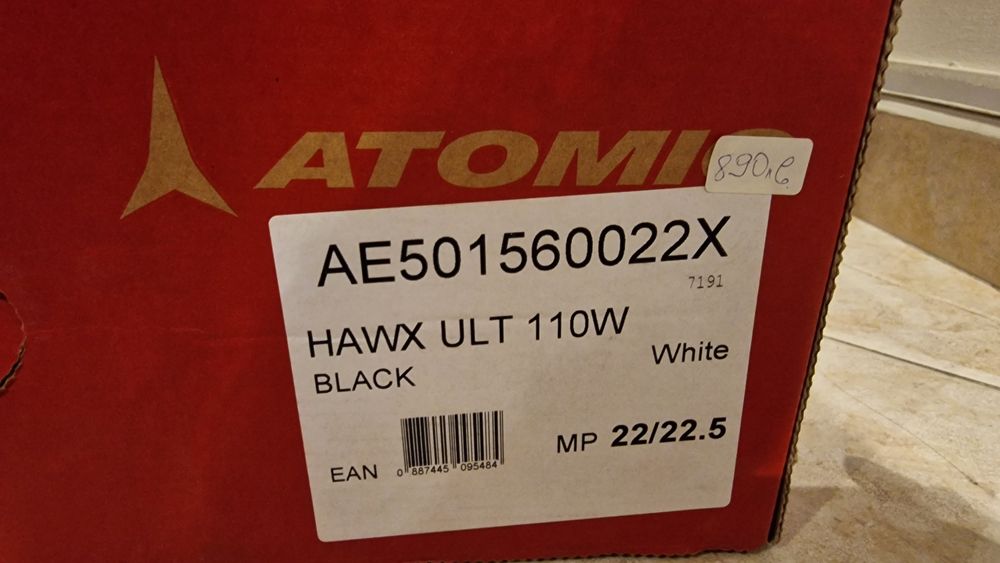 ATOMIC
890лв.
AE501560022X
7191
HAWX ULT 110W
BLACK
White
MP 22/22.5
EAN
0 887445 095484